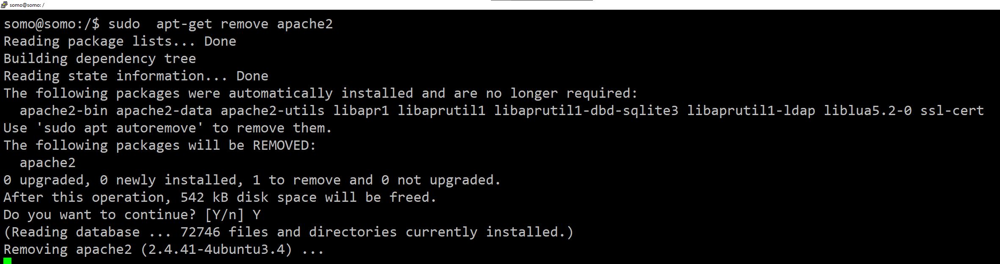 somo@somo: /
somo@somo:/$ sudo  apt-get remove apache2
Reading package lists... Done
Building dependency tree
Reading state information... Done
The following packages were automatically installed and are no longer required:
  apache2-bin apache2-data apache2-utils libapr1 libaprutil1 libaprutil1-dbd-sqlite3 libaprutil1-ldap liblua5.2-0 ssl-cert
Use 'sudo apt autoremove' to remove them.
The following packages will be REMOVED:
  apache2
0 upgraded, 0 newly installed, 1 to remove and 0 not upgraded.
After this operation, 542 kB disk space will be freed.
Do you want to continue? [Y/n] Y
(Reading database ... 72746 files and directories currently installed.)
Removing apache2 (2.4.41-4ubuntu3.4) ...